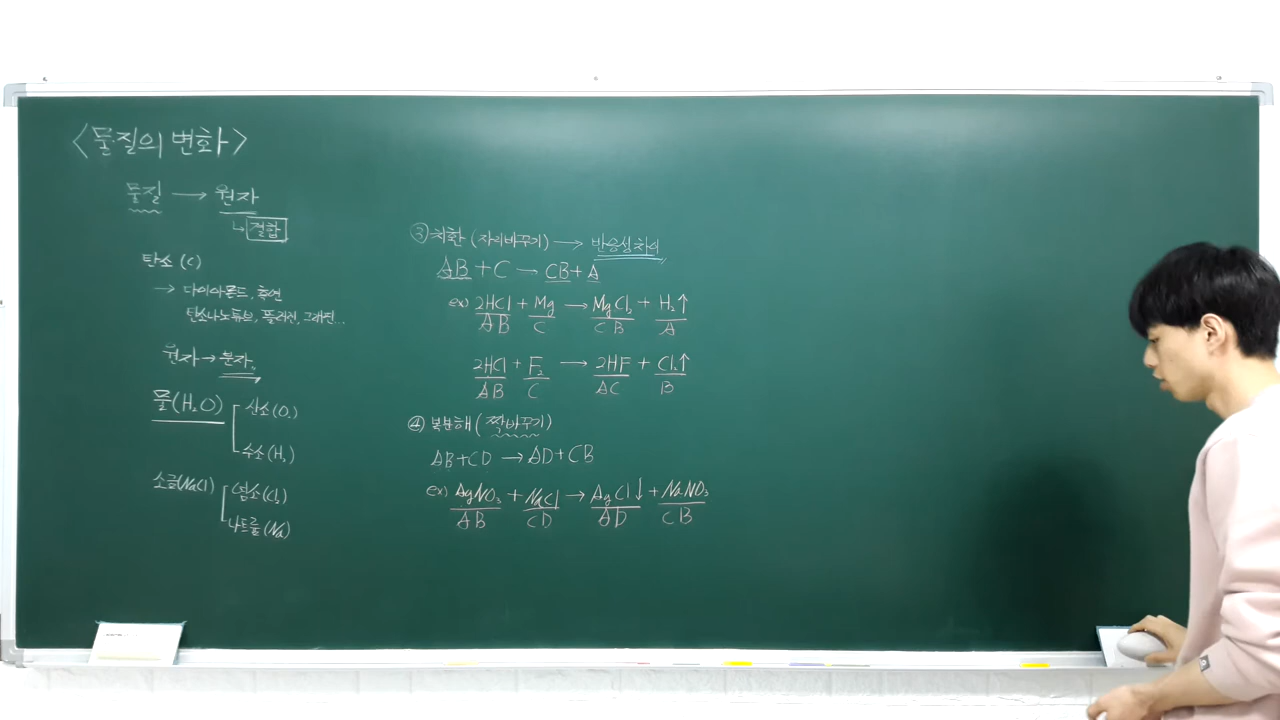 <물질의 변화>
물질 → 원자
↳ 결합
탄소 (C)
→ 다이아몬드, 흑연
탄소나노튜브, 플러렌, 그래핀...
원자 → 분자
물(H₂O) 산소(O₂)
수소(H₂)
소금(NaCl) 염소(Cl₂)
나트륨(Na)
③ 치환 (자리바꾸기) → 반응성차이
AB + C → CB + A
ex) 2HCl + Mg → MgCl₂ + H₂↑
AB C CB A
2HCl + F₂ → 2HF + Cl₂↑
AB C AC B
④ 복분해 (짝바꾸기)
AB + CD → AD + CB
ex) AgNO₃ + NaCl → AgCl↓ + NaNO₃
AB CD AD CB